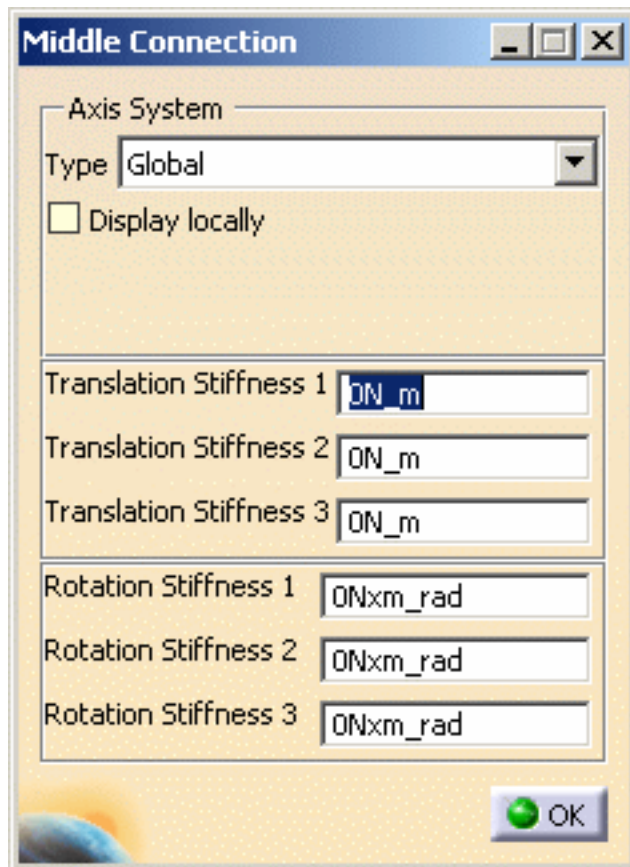 Middle Connection
Axis System
Type Global
Display locally
Translation Stiffness 1 0N_m
Translation Stiffness 2 0N_m
Translation Stiffness 3 0N_m
Rotation Stiffness 1 0Nxm_rad
Rotation Stiffness 2 0Nxm_rad
Rotation Stiffness 3 0Nxm_rad
OK